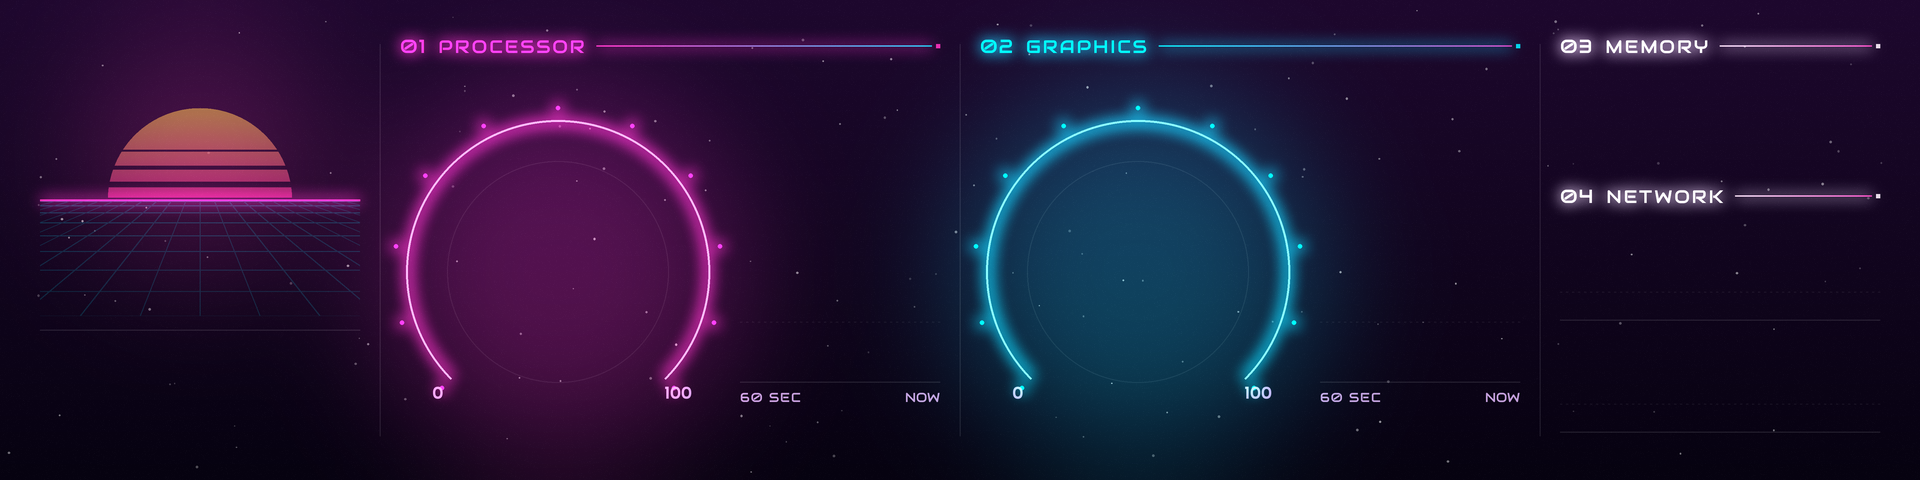 01 PROCESSOR
0
100
60 SEC
NOW
02 GRAPHICS
0
100
60 SEC
NOW
03 MEMORY
04 NETWORK